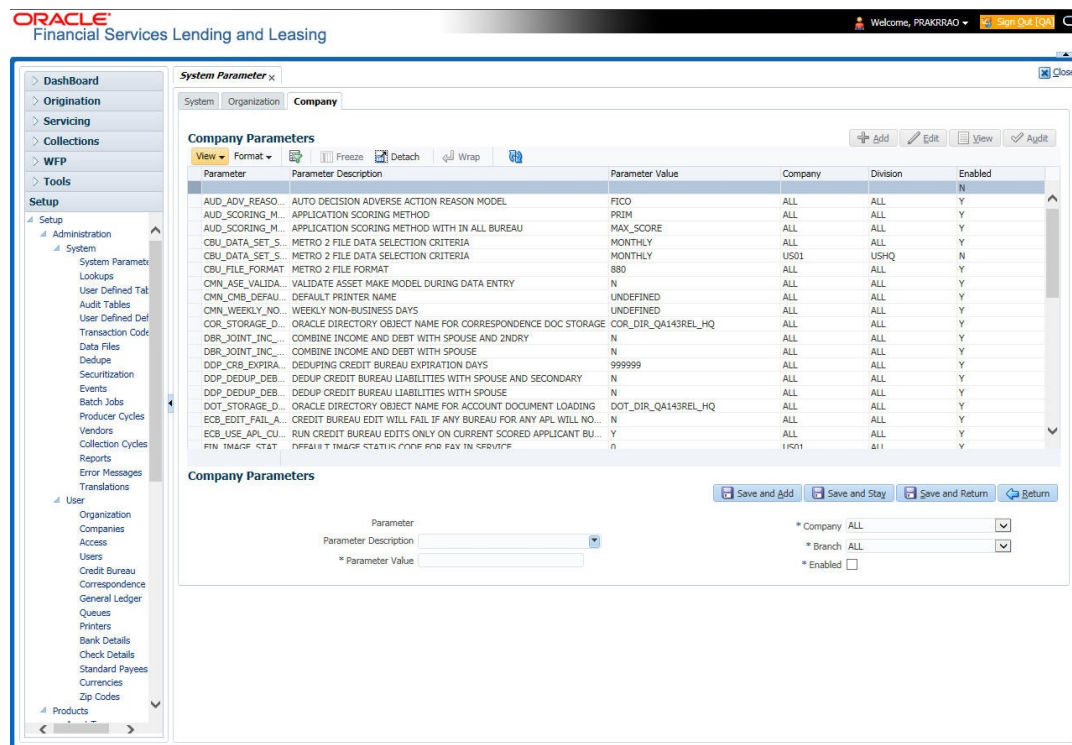 ORACLE
Financial Services Lending and Leasing
Welcome, PRAKRRAO
Sign Out [QA]
DashBoard
Origination
Servicing
Collections
WFP
Tools
Setup
Setup
Administration
System
System Paramete
Lookups
User Defined Tab
Audit Tables
User Defined Def
Transaction Code
Data Files
Dedupe
Securitization
Events
Batch Jobs
Producer Cycles
Vendors
Collection Cycles
Reports
Error Messages
Translations
User
Organization
Companies
Access
Users
Credit Bureau
Correspondence
General Ledger
Queues
Printers
Bank Details
Check Details
Standard Payees
Currencies
Zip Codes
Products
System Parameter x
Close
System Organization Company
Company Parameters
Add Edit View Audit
View Format Freeze Detach Wrap
Parameter Parameter Description Parameter Value Company Division Enabled
N
AUD_ADV_REASO... AUTO DECISION ADVERSE ACTION REASON MODEL FICO ALL ALL Y
AUD_SCORING_M... APPLICATION SCORING METHOD PRIM ALL ALL Y
AUD_SCORING_M... APPLICATION SCORING METHOD WITH IN ALL BUREAU MAX_SCORE ALL ALL Y
CBU_DATA_SET_S... METRO 2 FILE DATA SELECTION CRITERIA MONTHLY ALL ALL Y
CBU_DATA_SET_S... METRO 2 FILE DATA SELECTION CRITERIA MONTHLY US01 USHQ N
CBU_FILE_FORMAT METRO 2 FILE FORMAT 880 ALL ALL Y
CMN_ASE_VALIDA... VALIDATE ASSET MAKE MODEL DURING DATA ENTRY N ALL ALL Y
CMN_CMB_DEFAU... DEFAULT PRINTER NAME UNDEFINED ALL ALL Y
CMN_WEEKLY_NO... WEEKLY NON-BUSINESS DAYS UNDEFINED ALL ALL Y
COR_STORAGE_D... ORACLE DIRECTORY OBJECT NAME FOR CORRESPONDENCE DOC STORAGE COR_DIR_QA143REL_HQ ALL ALL Y
DBR_JOINT_INC_... COMBINE INCOME AND DEBT WITH SPOUSE AND 2NDRY N ALL ALL Y
DBR_JOINT_INC_... COMBINE INCOME AND DEBT WITH SPOUSE N ALL ALL Y
DDP_CRB_EXPIRA... DEDUPING CREDIT BUREAU EXPIRATION DAYS 999999 ALL ALL Y
DDP_DEDUP_DEB... DEDUP CREDIT BUREAU LIABILITIES WITH SPOUSE AND SECONDARY N ALL ALL Y
DDP_DEDUP_DEB... DEDUP CREDIT BUREAU LIABILITIES WITH SPOUSE N ALL ALL Y
DOT_STORAGE_D... ORACLE DIRECTORY OBJECT NAME FOR ACCOUNT DOCUMENT LOADING DOT_DIR_QA143REL_HQ ALL ALL Y
ECB_EDIT_FAIL_A... CREDIT BUREAU EDIT WILL FAIL IF ANY BUREAU FOR ANY APL WILL NO... N ALL ALL Y
ECB_USE_APL_CU... RUN CREDIT BUREAU EDITS ONLY ON CURRENT SCORED APPLICANT BU... Y ALL ALL Y
FIN_IMAGE_STAT DEFAULT IMAGE STATUS CODE FOR FAX IN SERVICE 0 US01 ALL Y
Company Parameters
Save and Add Save and Stay Save and Return Return
Parameter
Parameter Description
* Parameter Value
* Company ALL
* Branch ALL
* Enabled